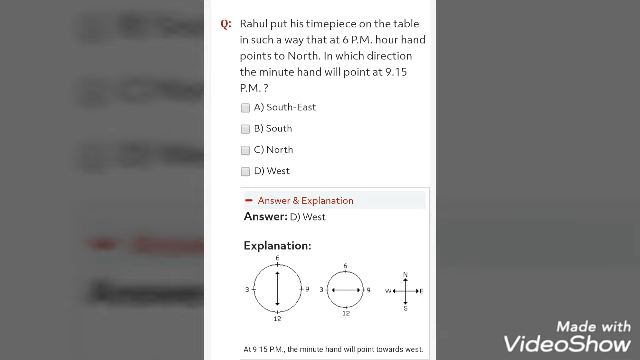 Q: Rahul put his timepiece on the table
in such a way that at 6 P.M. hour hand
points to North. In which direction
the minute hand will point at 9.15
P.M. ?
A) South-East
B) South
C) North
D) West
Answer & Explanation
Answer: D) West
Explanation:
6
3 9
12
6
3 9
12
N
W E
S
At 9 15 P.M., the minute hand will point towards west.
Made with
VideoShow